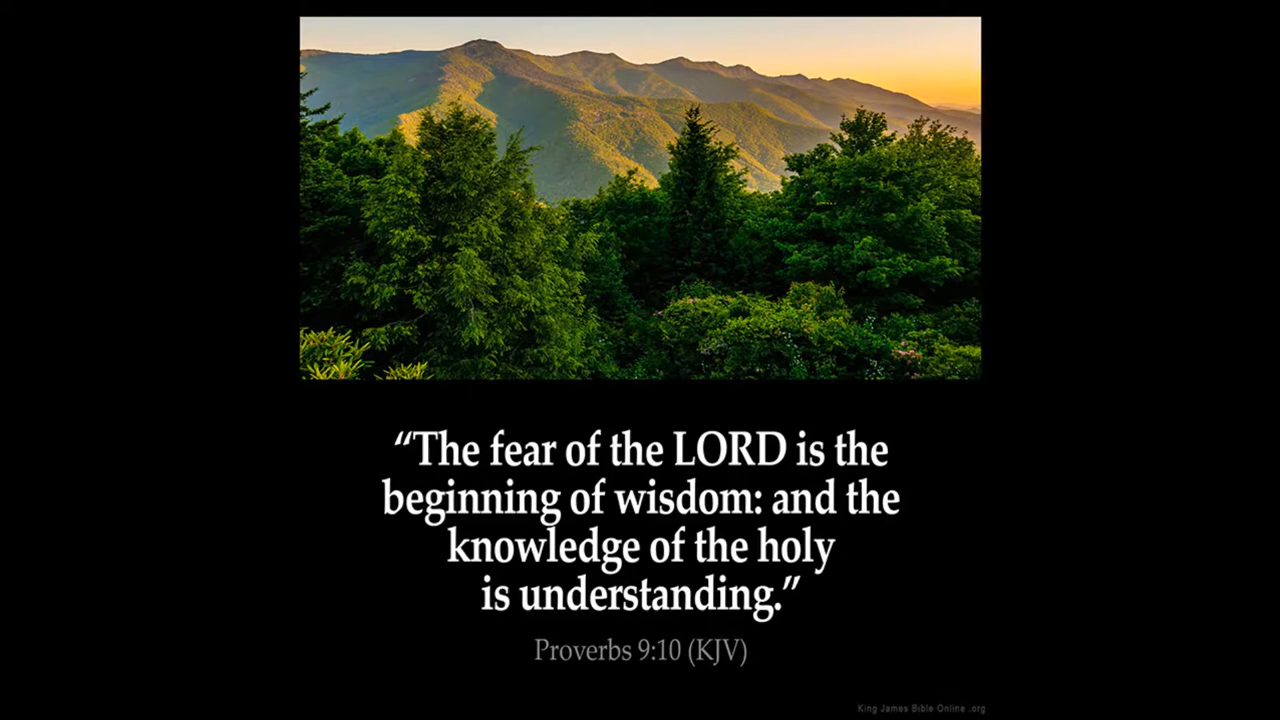 “The fear of the LORD is the
beginning of wisdom: and the
knowledge of the holy
is understanding.”
Proverbs 9:10 (KJV)
King James Bible Online .org